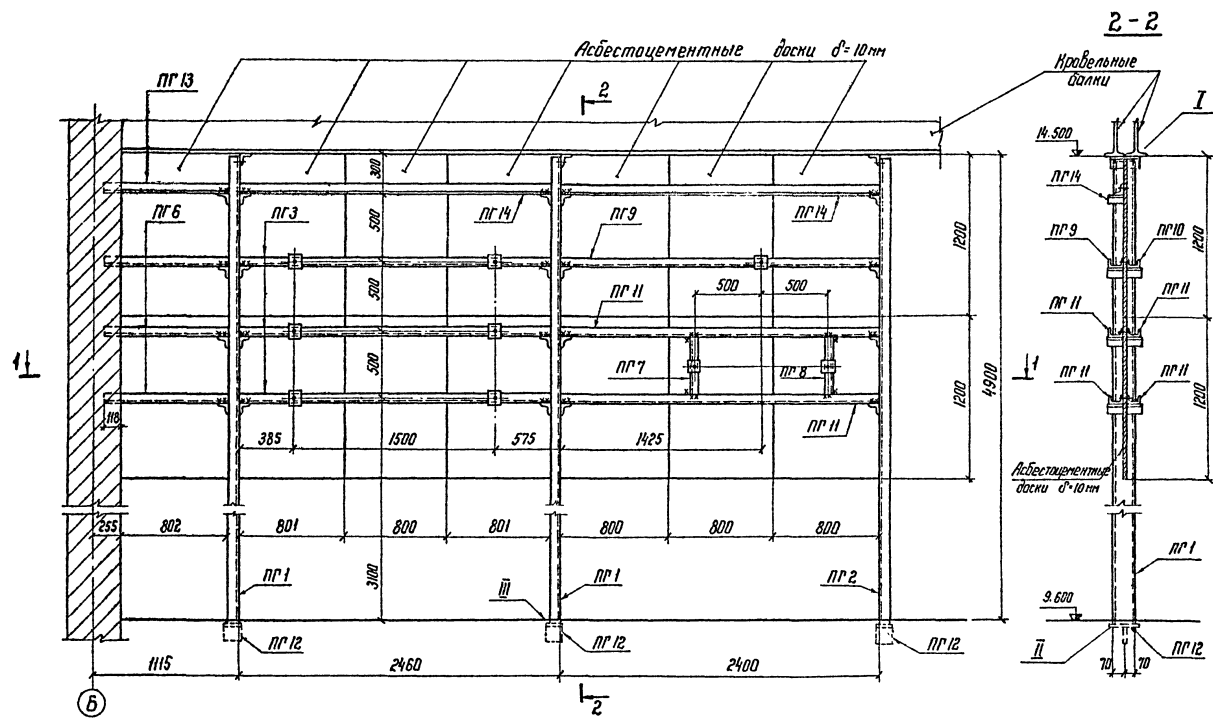 2-2
Асбестоцементные доски δ=10мм
Кровельные
балки
ПГ 13
2
I
14.500
ПГ 14
ПГ 6
ПГ 3
300
500
500
500
3100
ПГ 14
ПГ 9
ПГ 14
ПГ 9
ПГ 10
1200
1200
500
500
ПГ 11
ПГ 11
ПГ 11
1
ПГ 7
ПГ 8
1
4900
ПГ 11
ПГ 11
118
385
1500
575
1425
ПГ 11
1200
1200
Асбестоцементные
доски δ=10мм
255
802
801
800
801
800
800
800
ПГ 1
III
ПГ 1
ПГ 2
ПГ 1
9.600
ПГ 12
ПГ 12
ПГ 12
II
ПГ 12
70
70
1115
2460
2400
Б
2